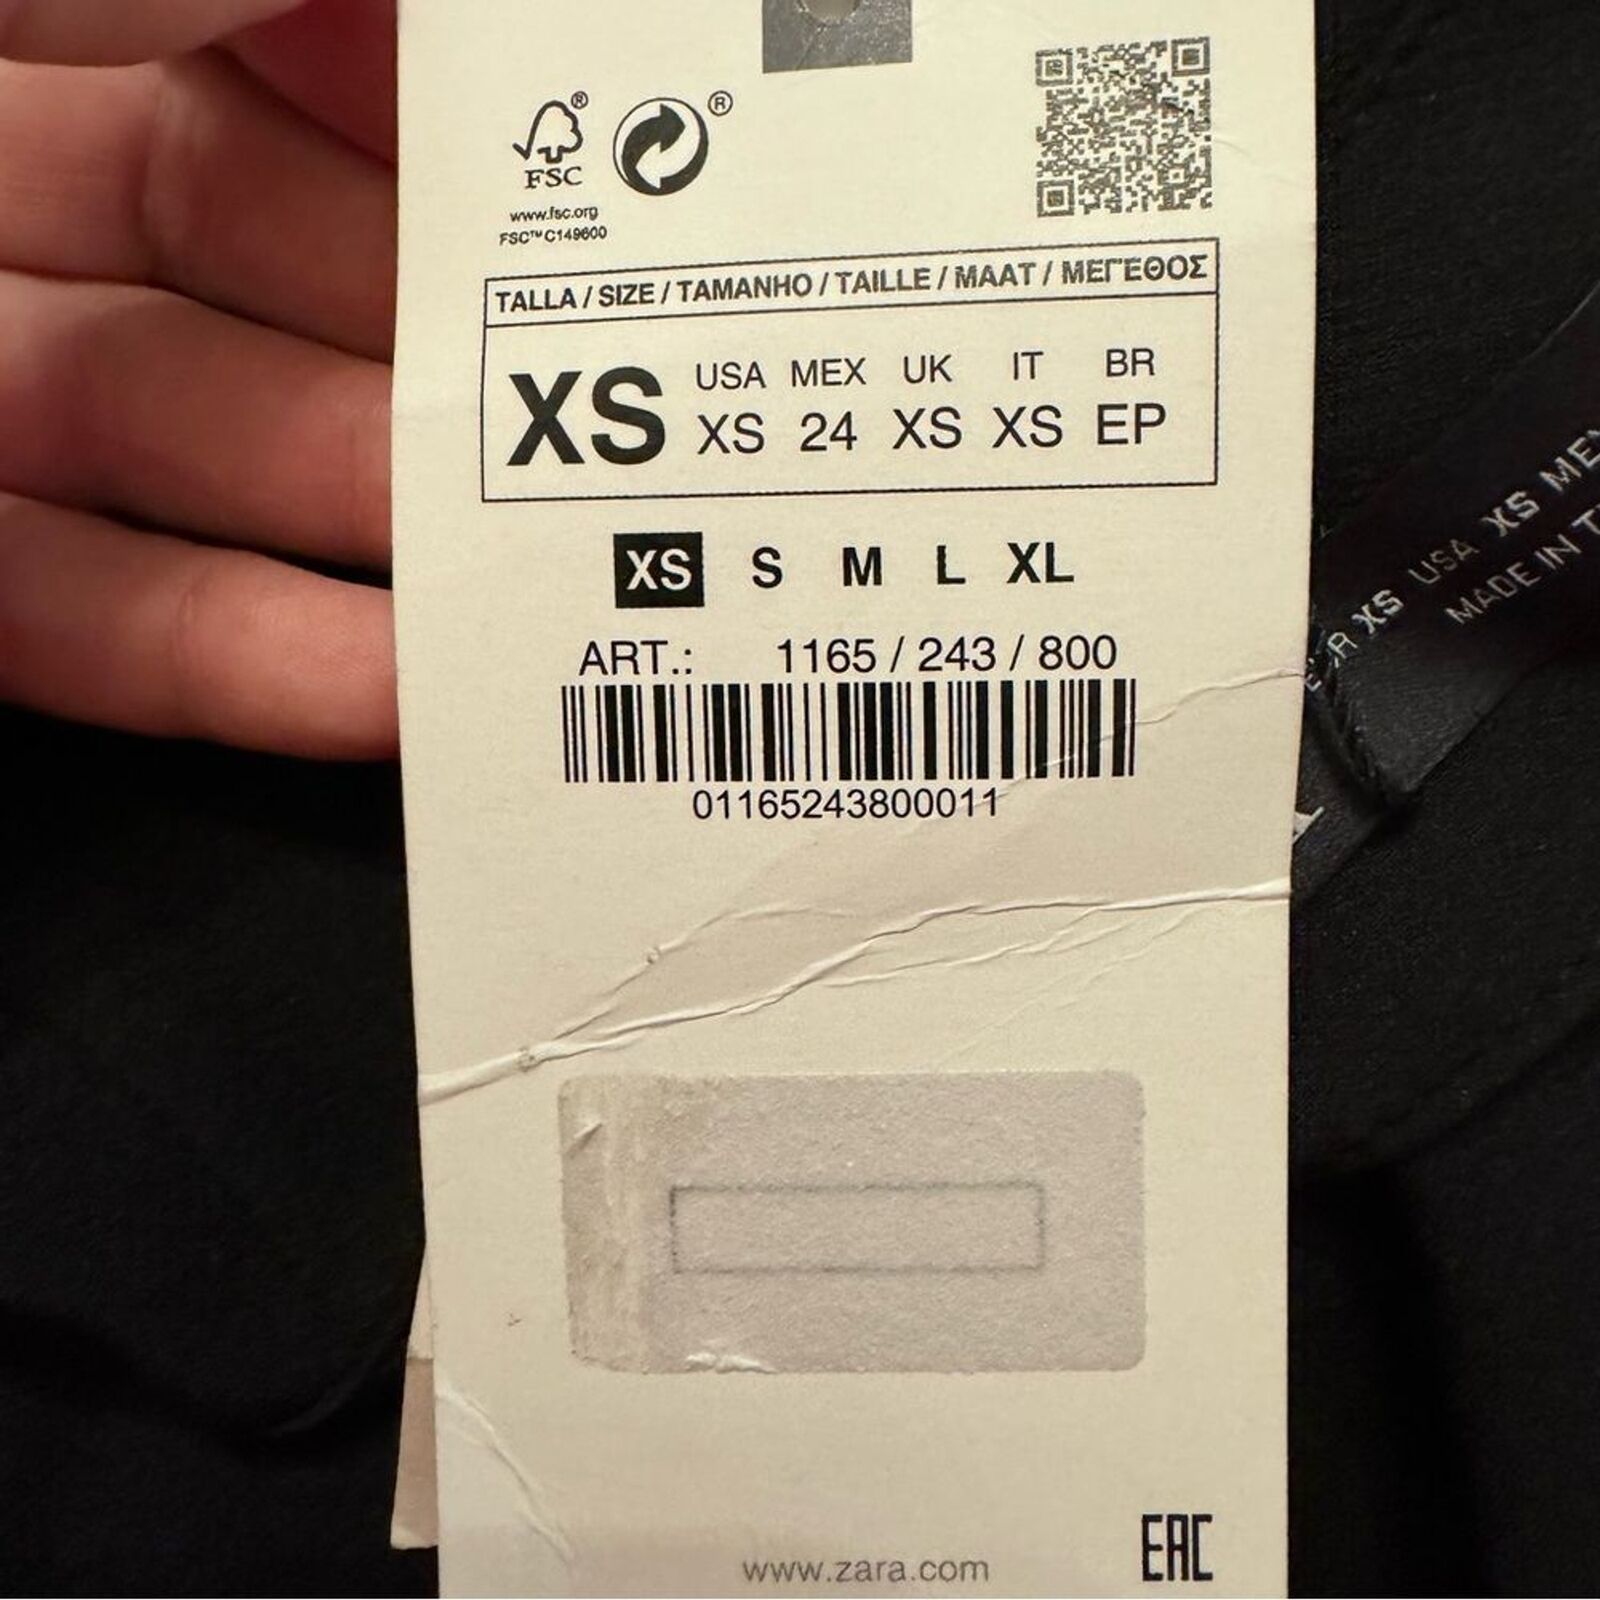 FSC®
®
www.fsc.org
FSC™ C149600
TALLA / SIZE / TAMANHO / TAILLE / MAAT / ΜΕΓΕΘΟΣ
USA MEX UK IT BR
XS XS 24 XS XS EP
XS S M L XL
ART.: 1165 / 243 / 800
01165243800011
www.zara.com
EAC
XS USA XS
MADE IN